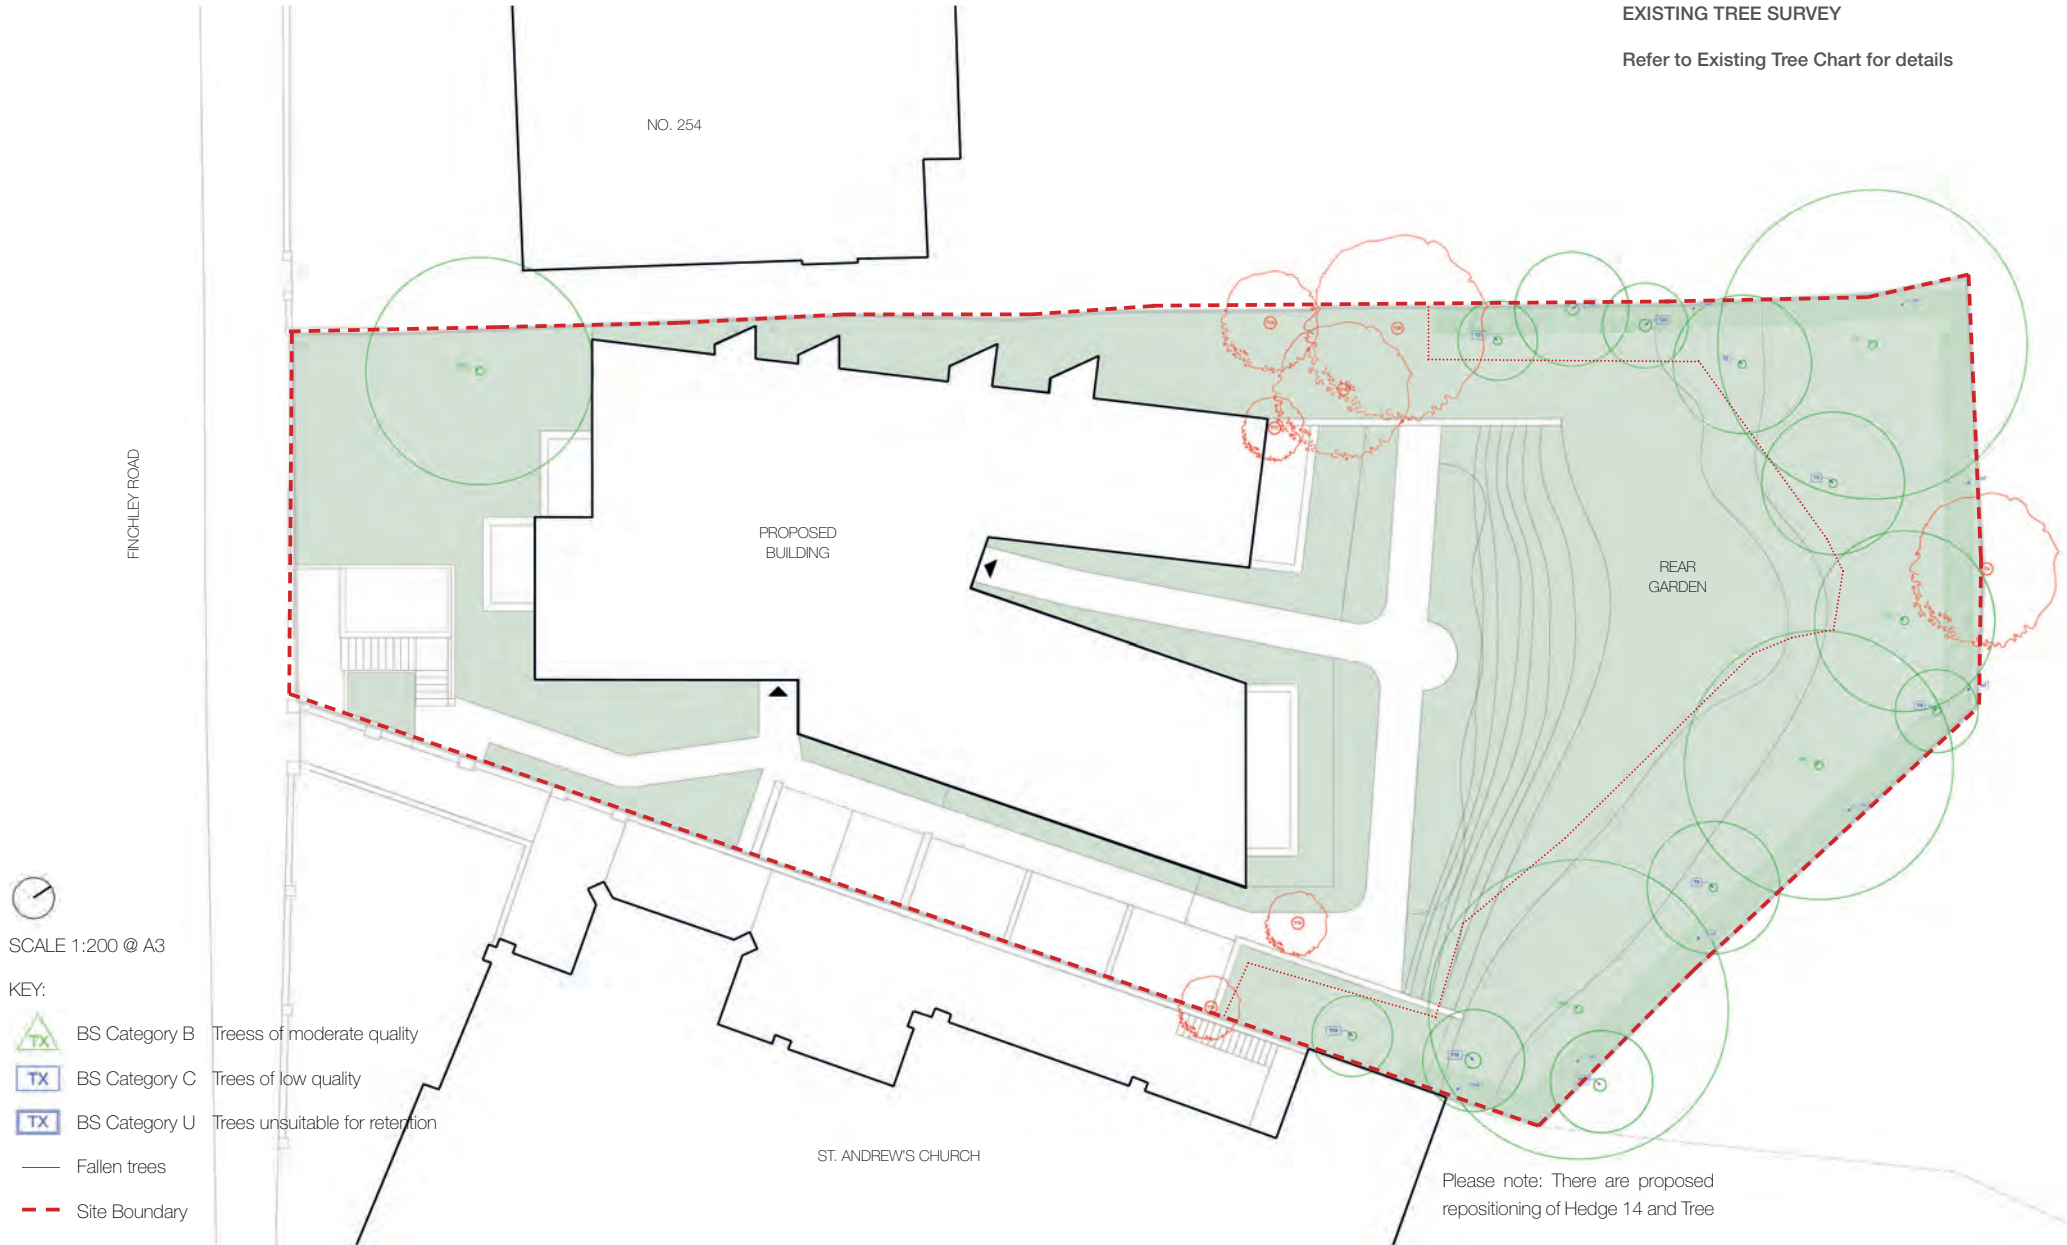 EXISTING TREE SURVEY
Refer to Existing Tree Chart for details
NO. 254
FINCHLEY ROAD
PROPOSED
BUILDING
REAR
GARDEN
SCALE 1:200 @ A3
KEY:
TX BS Category B Treess of moderate quality
TX BS Category C Trees of low quality
TX BS Category U Trees unsuitable for retention
Fallen trees
Site Boundary
ST. ANDREW'S CHURCH
Please note: There are proposed
repositioning of Hedge 14 and Tree